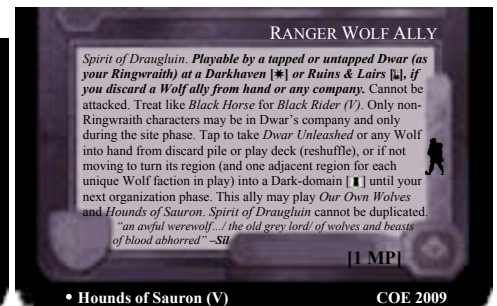 RANGER WOLF ALLY
Spirit of Draugluin. Playable by a tapped or untapped Dwar (as
your Ringwraith) at a Darkhaven [✷] or Ruins & Lairs [], if
you discard a Wolf ally from hand or any company. Cannot be
attacked. Treat like Black Horse for Black Rider (V). Only non-
Ringwraith characters may be in Dwar's company and only
during the site phase. Tap to take Dwar Unleashed or any Wolf
into hand from discard pile or play deck (reshuffle), or if not
moving to turn its region (and one adjacent region for each
unique Wolf faction in play) into a Dark-domain [] until your
next organization phase. This ally may play Our Own Wolves
and Hounds of Sauron. Spirit of Draugluin cannot be duplicated.
"an awful werewolf.../ the old grey lord/ of wolves and beasts
of blood abhorred" –Sil
[1 MP]
• Hounds of Sauron (V) COE 2009